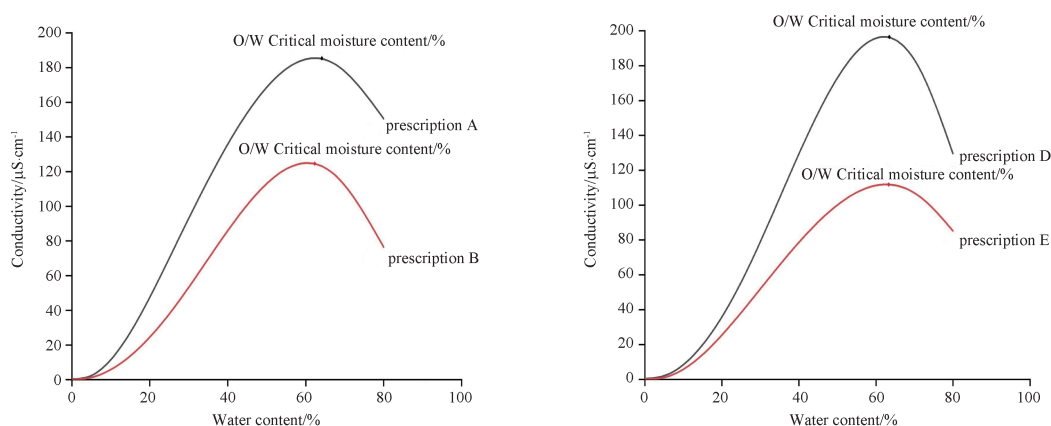 O/W Critical moisture content/%
prescription A
O/W Critical moisture content/%
prescription B
Conductivity/μS·cm⁻¹
200
180
160
140
120
100
80
60
40
20
0
0 20 40 60 80 100
Water content/%
O/W Critical moisture content/%
prescription D
O/W Critical moisture content/%
prescription E
Conductivity/μS·cm⁻¹
200
200
160
140
120
100
80
60
40
200
0
0 20 40 60 80 100
Water content/%